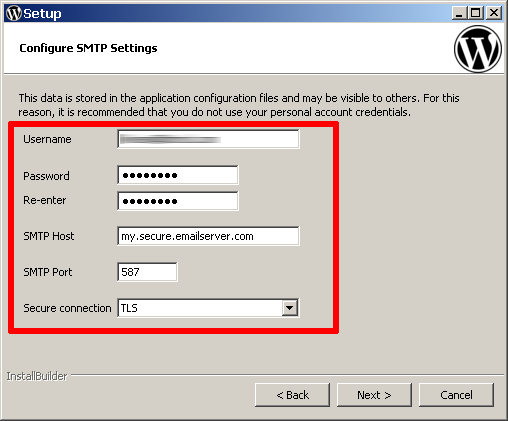 Setup
Configure SMTP Settings
This data is stored in the application configuration files and may be visible to others. For this
reason, it is recommended that you do not use your personal account credentials.
Username
Password ●●●●●●●●
Re-enter ●●●●●●●●
SMTP Host my.secure.emailserver.com
SMTP Port 587
Secure connection TLS
InstallBuilder
< Back Next > Cancel